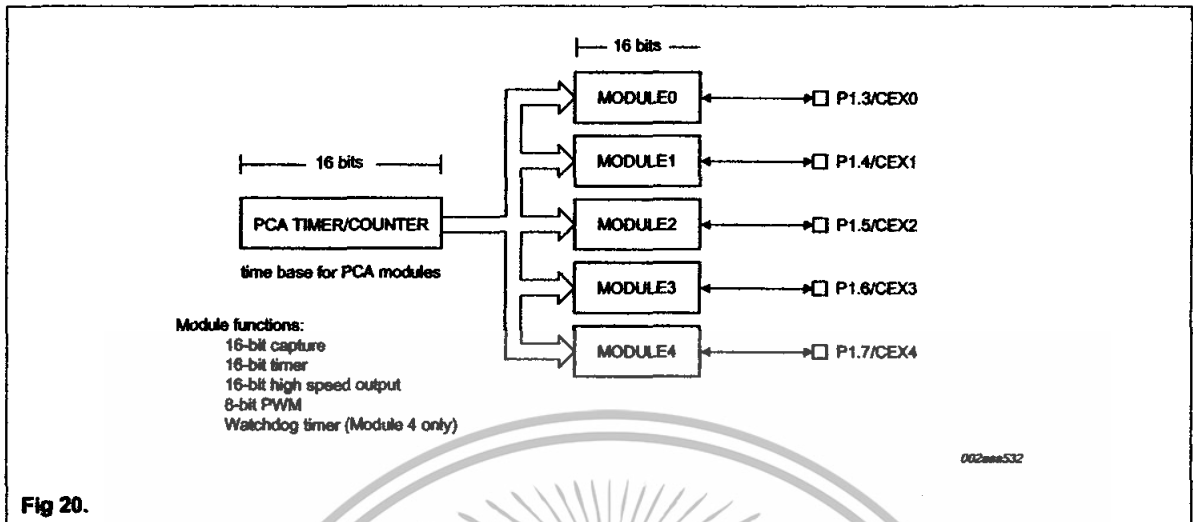 16 bits
MODULE0
P1.3/CEX0
16 bits
MODULE1
P1.4/CEX1
PCA TIMER/COUNTER
MODULE2
P1.5/CEX2
time base for PCA modules
MODULE3
P1.6/CEX3
Module functions:
16-bit capture
MODULE4
P1.7/CEX4
16-bit timer
16-bit high speed output
8-bit PWM
Watchdog timer (Module 4 only)
002aaa532
Fig 20.